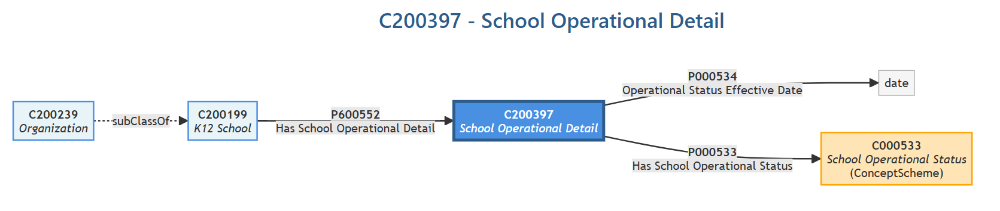 C200397 - School Operational Detail
C200239
Organization
subClassOf
C200199
K12 School
P600552
Has School Operational Detail
C200397
School Operational Detail
P000534
Operational Status Effective Date
date
P000533
Has School Operational Status
C000533
School Operational Status
(ConceptScheme)